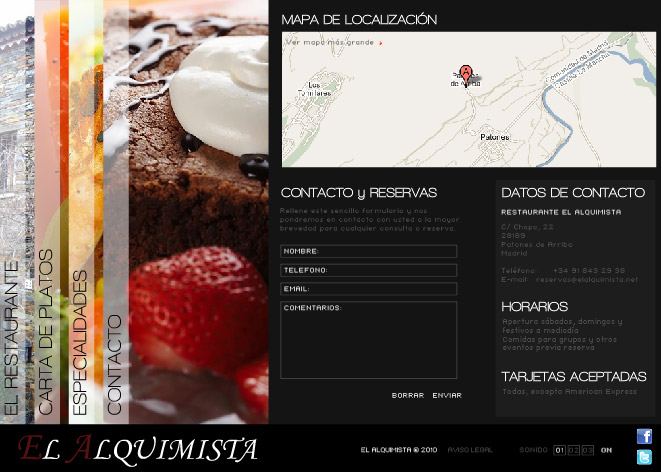 EL RESTAURANTE
CARTA DE PLATOS
ESPECIALIDADES
CONTACTO
MAPA DE LOCALIZACIÓN
Ver mapa más grande
Los Tomillares
A
Patones de Arriba
Patones
CONTACTO y RESERVAS
Rellene este sencillo formulario y nos
pondremos en contacto con usted a la mayor
brevedad para cualquier consulta o reserva.
NOMBRE:
TELEFONO:
EMAIL:
COMENTARIOS:
BORRAR ENVIAR
DATOS DE CONTACTO
RESTAURANTE EL ALQUIMISTA
C/ Chopo, 22
28189
Patones de Arriba
Madrid
Teléfono: +34 91 843 29 38
E-mail: reservas@elalquimista.net
HORARIOS
Apertura sábados, domingos y
festivos a mediodía
Comidas para grupos y otros
eventos previa reserva
TARJETAS ACEPTADAS
Todas, excepto American Express
EL ALQUIMISTA
EL ALQUIMISTA © 2010 AVISO LEGAL SONIDO 01 02 03 ON